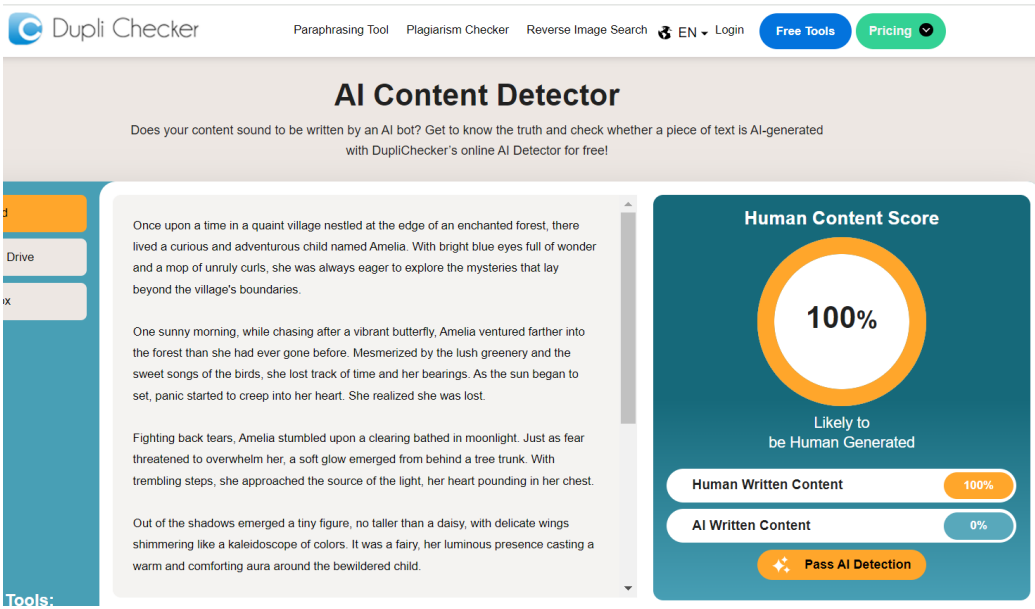 Dupli Checker
Paraphrasing Tool Plagiarism Checker Reverse Image Search EN Login Free Tools Pricing
AI Content Detector
Does your content sound to be written by an AI bot? Get to know the truth and check whether a piece of text is AI-generated
with DupliChecker's online AI Detector for free!
d
Drive
ox
Tools:
Once upon a time in a quaint village nestled at the edge of an enchanted forest, there
lived a curious and adventurous child named Amelia. With bright blue eyes full of wonder
and a mop of unruly curls, she was always eager to explore the mysteries that lay
beyond the village's boundaries.
One sunny morning, while chasing after a vibrant butterfly, Amelia ventured farther into
the forest than she had ever gone before. Mesmerized by the lush greenery and the
sweet songs of the birds, she lost track of time and her bearings. As the sun began to
set, panic started to creep into her heart. She realized she was lost.
Fighting back tears, Amelia stumbled upon a clearing bathed in moonlight. Just as fear
threatened to overwhelm her, a soft glow emerged from behind a tree trunk. With
trembling steps, she approached the source of the light, her heart pounding in her chest.
Out of the shadows emerged a tiny figure, no taller than a daisy, with delicate wings
shimmering like a kaleidoscope of colors. It was a fairy, her luminous presence casting a
warm and comforting aura around the bewildered child.
Human Content Score
100%
Likely to
be Human Generated
Human Written Content 100%
AI Written Content 0%
Pass AI Detection